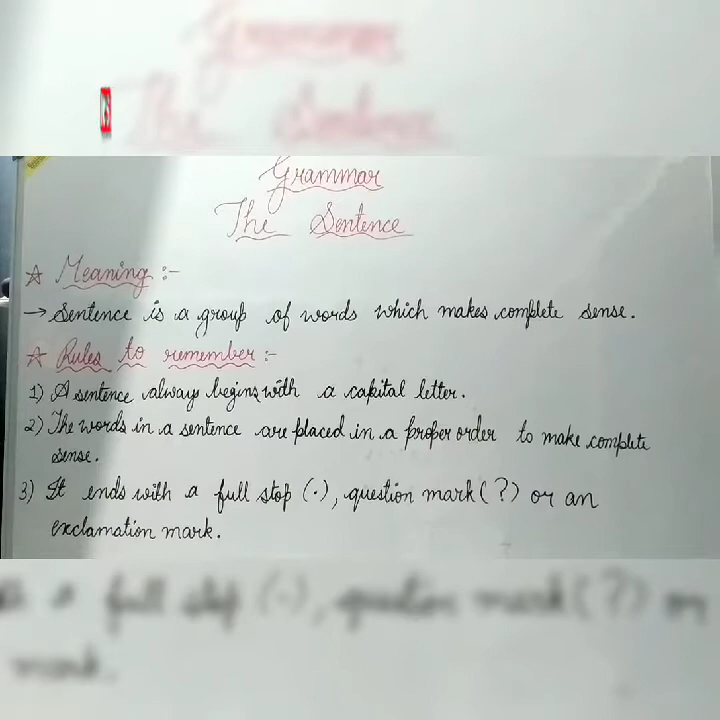 Grammar
The Sentence
☆ Meaning :-
→ Sentence is a group of words which makes complete sense.
☆ Rules to remember :-
1) A sentence always begins with a capital letter.
2) The words in a sentence are placed in a proper order to make complete
sense.
3) It ends with a full stop (.), question mark (?) or an
exclamation mark.